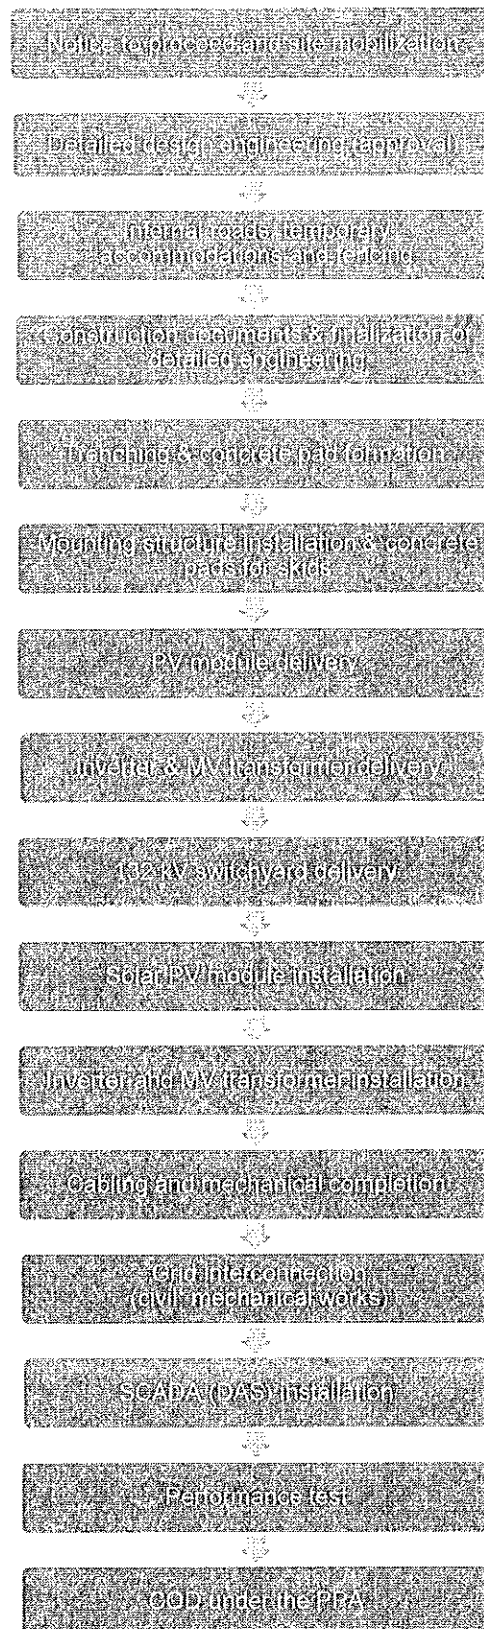 Notice to proceed and site mobilization
Detailed design engineering (approval)
Internal roads, temporary
accommodations and fencing
Construction documents & finalization of
detailed engineering
Trenching & concrete pad formation
Mounting structure installation & concrete
pads for skids
PV module delivery
Inverter & MV transformer delivery
132 kV switchyard delivery
Solar PV module installation
Inverter and MV transformer installation
Cabling and mechanical completion
Grid interconnection
(civil, mechanical works)
SCADA (DAS) installation
Performance test
COD under the PPA